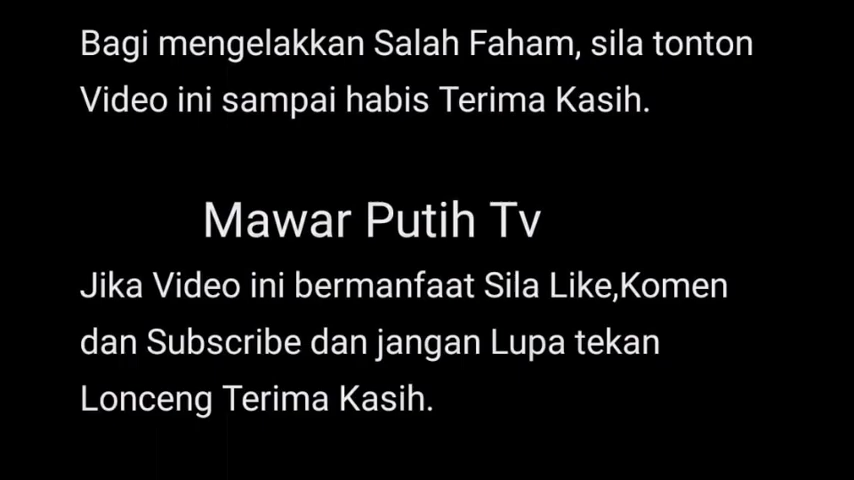 Bagi mengelakkan Salah Faham, sila tonton
Video ini sampai habis Terima Kasih.
Mawar Putih Tv
Jika Video ini bermanfaat Sila Like,Komen
dan Subscribe dan jangan Lupa tekan
Lonceng Terima Kasih.